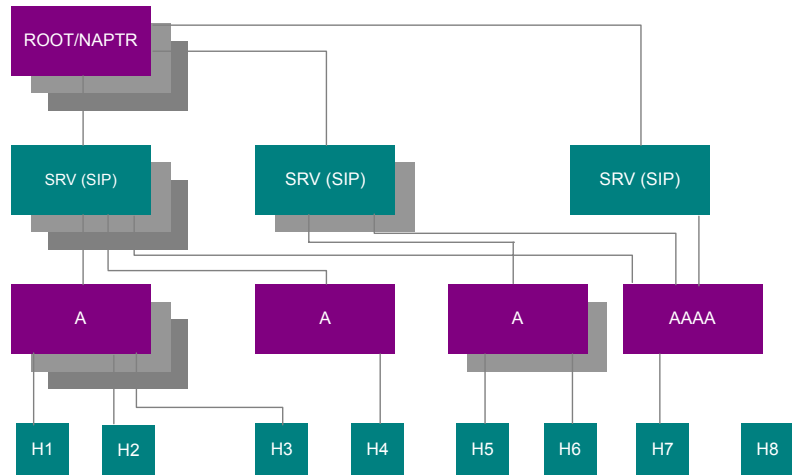 ROOT/NAPTR
SRV (SIP)
SRV (SIP)
SRV (SIP)
A
A
A
AAAA
H1
H2
H3
H4
H5
H6
H7
H8